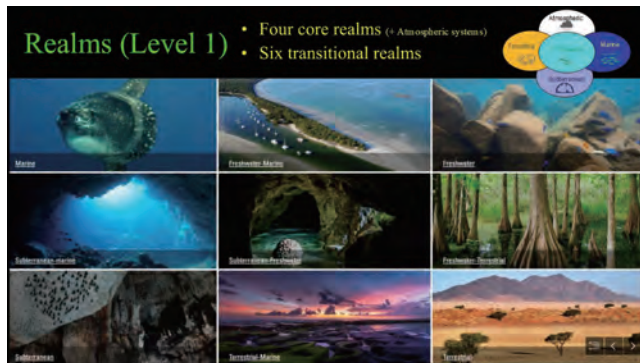 Realms (Level 1)
• Four core realms (+ Atmospheric systems)
• Six transitional realms
Atmospheric
Terrestrial
Marine
Subterranean
Marine
Freshwater-Marine
Freshwater
Subterranean-marine
Subterranean-Freshwater
Freshwater-Terrestrial
Subterranean
Terrestrial-Marine
Terrestrial